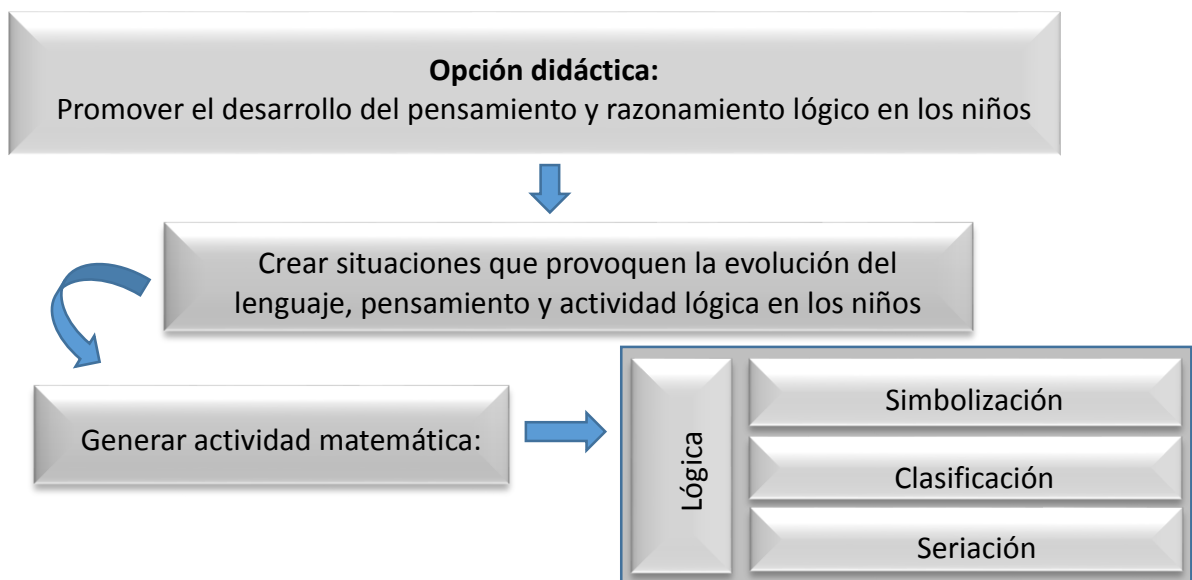 Opción didáctica:
Promover el desarrollo del pensamiento y razonamiento lógico en los niños
Crear situaciones que provoquen la evolución del
lenguaje, pensamiento y actividad lógica en los niños
Generar actividad matemática:
Lógica
Simbolización
Clasificación
Seriación